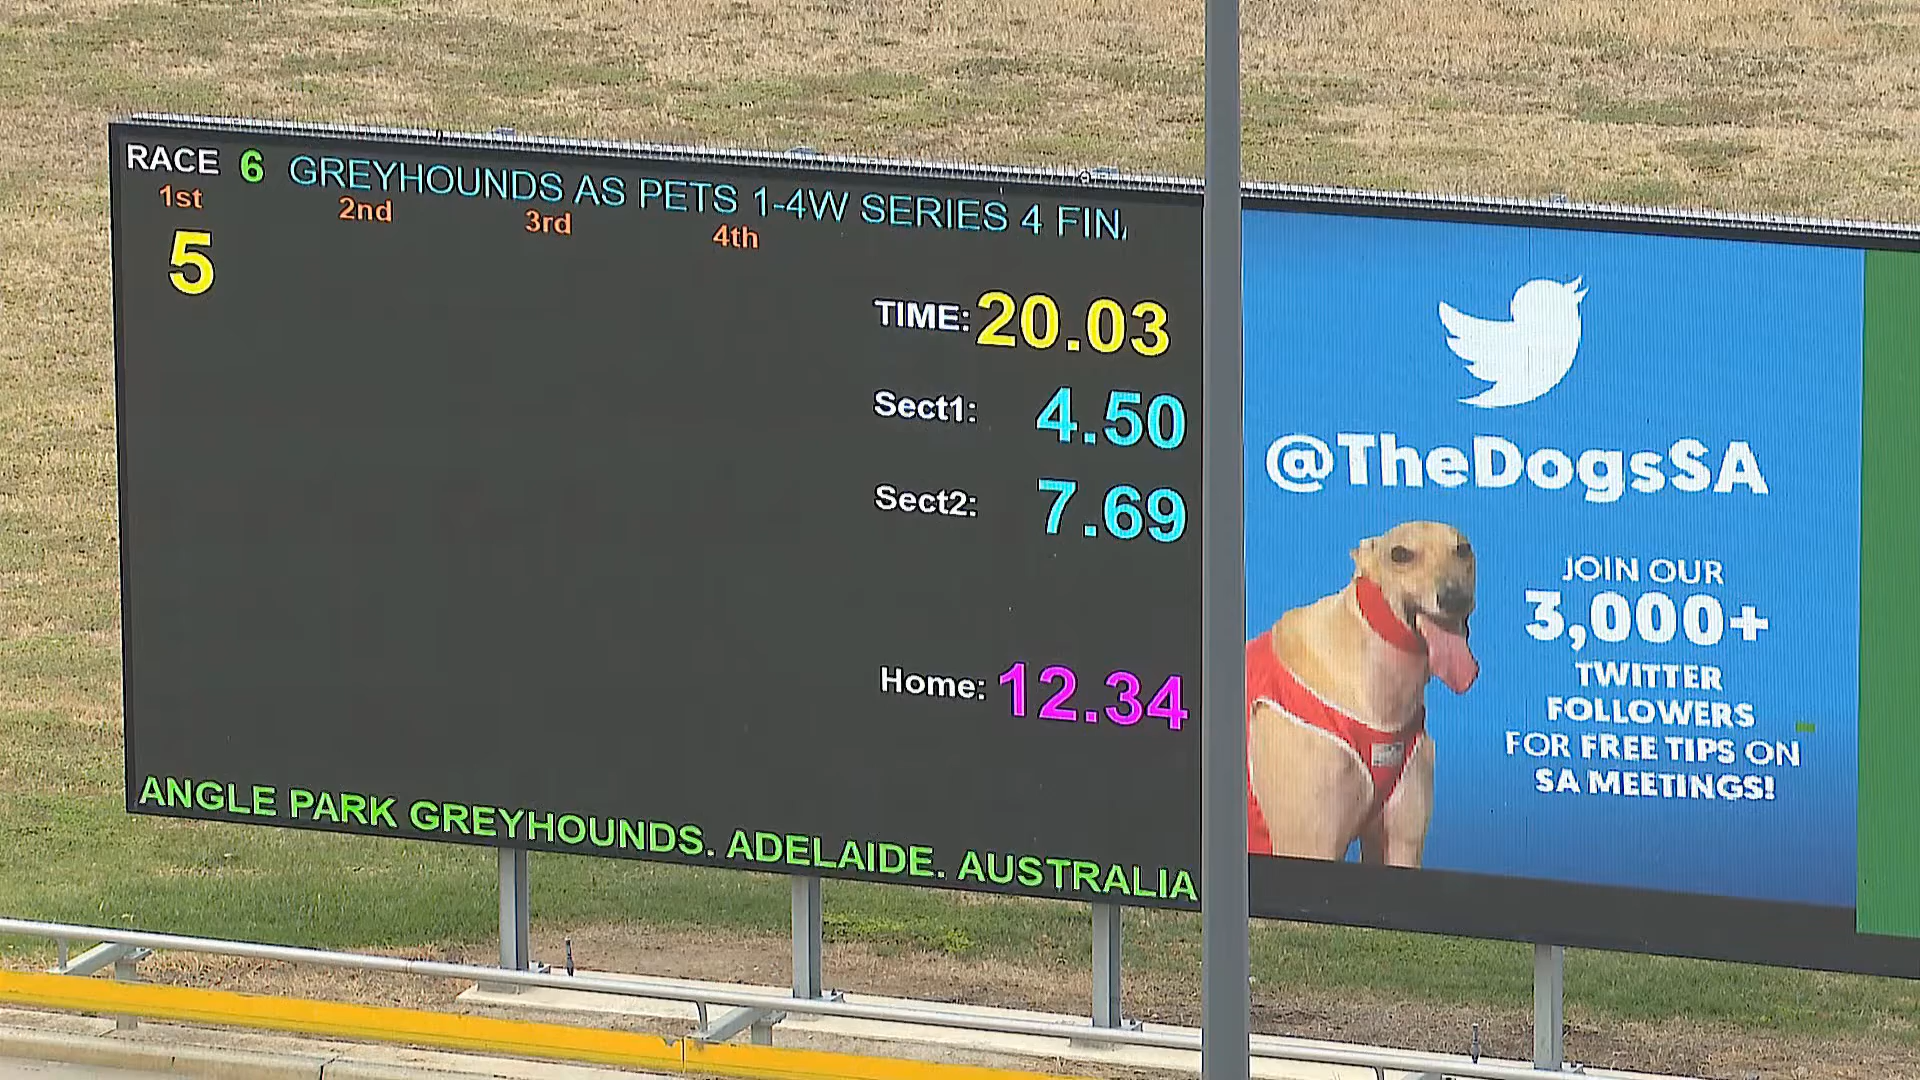 RACE 6 GREYHOUNDS AS PETS 1-4W SERIES 4 FIN
1st 2nd 3rd 4th
5
TIME: 20.03
Sect1: 4.50
Sect2: 7.69
Home: 12.34
ANGLE PARK GREYHOUNDS. ADELAIDE. AUSTRALIA
@TheDogsSA
JOIN OUR
3,000+
TWITTER
FOLLOWERS
FOR FREE TIPS ON
SA MEETINGS!